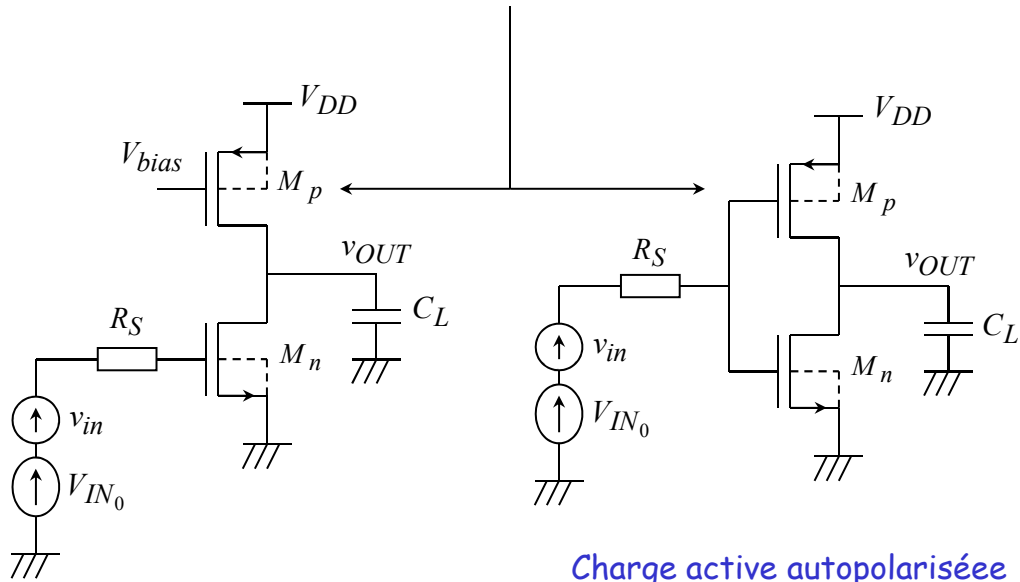 V_DD
V_bias
M_p
v_OUT
C_L
R_S
M_n
v_in
V_IN_0
V_DD
M_p
R_S
v_OUT
C_L
v_in
M_n
V_IN_0
Charge active autopolariséee